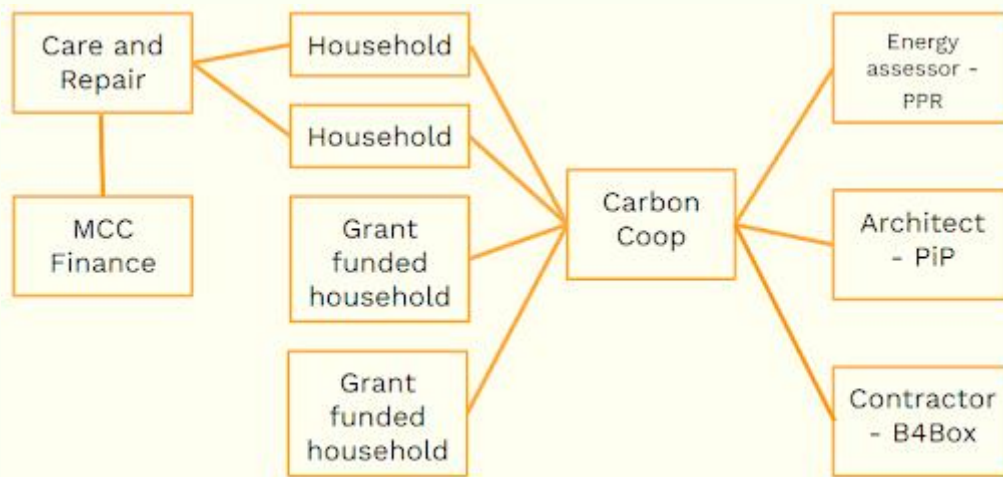 Care and
Repair
MCC
Finance
Household
Household
Grant
funded
household
Grant
funded
household
Carbon
Coop
Energy
assessor -
PPR
Architect
- PiP
Contractor
- B4Box